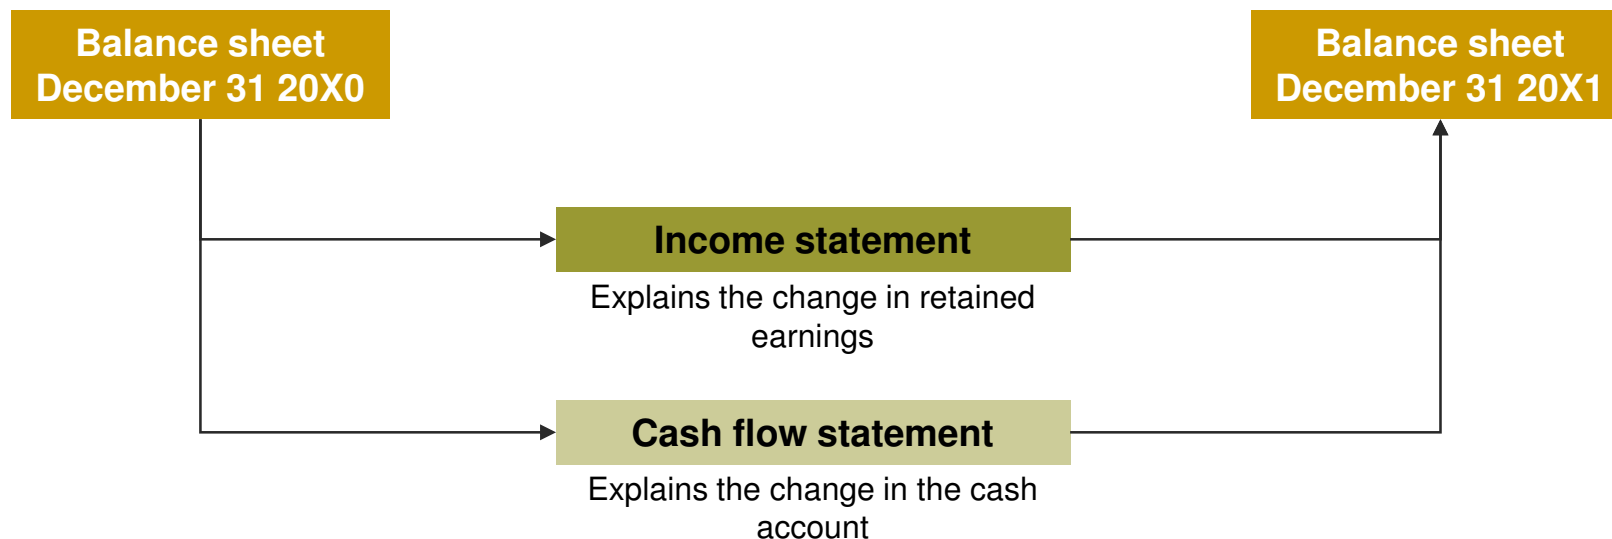 Balance sheet
December 31 20X0
Balance sheet
December 31 20X1
Income statement
Explains the change in retained
earnings
Cash flow statement
Explains the change in the cash
account